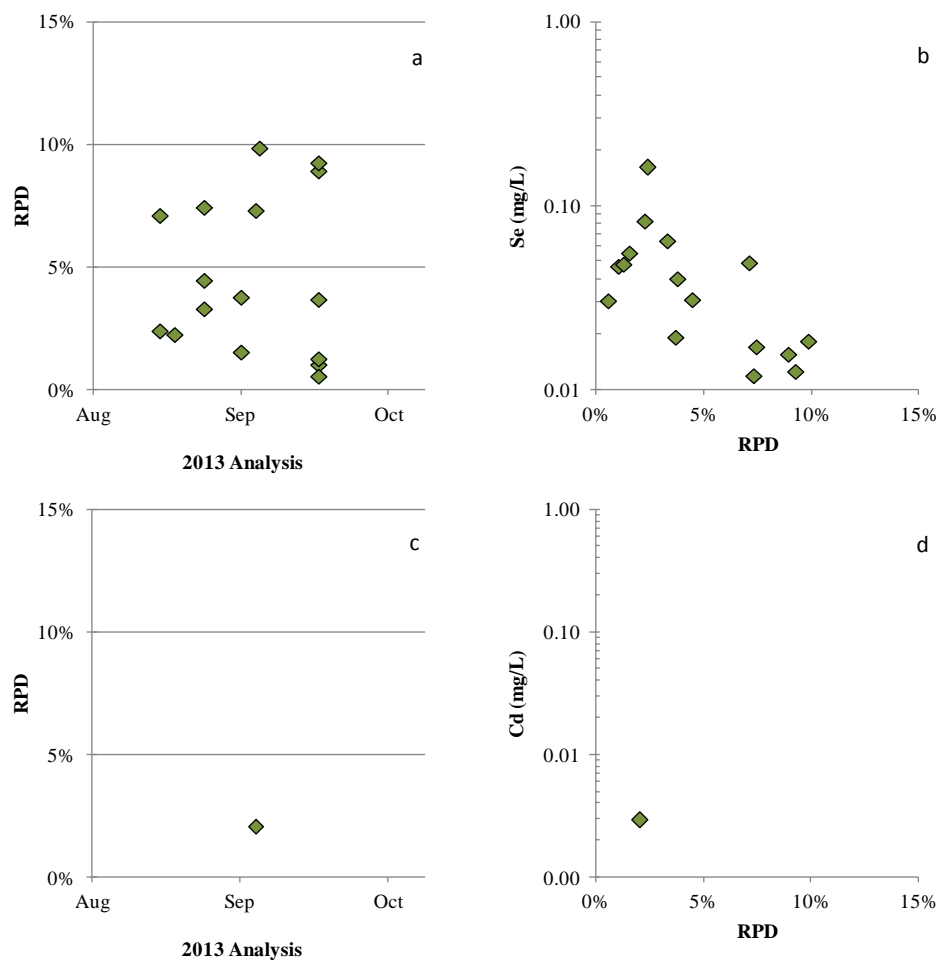 a
15%
10%
5%
0%
RPD
Aug
Sep
Oct
2013 Analysis
b
1.00
0.10
0.01
Se (mg/L)
0%
5%
10%
15%
RPD
c
15%
10%
5%
0%
RPD
Aug
Sep
Oct
2013 Analysis
d
1.00
0.10
0.01
0.00
Cd (mg/L)
0%
5%
10%
15%
RPD